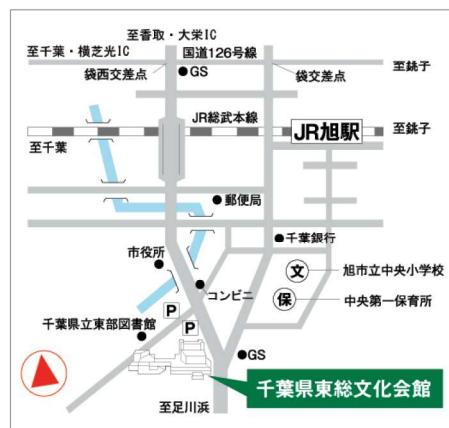 至香取・大栄IC
至千葉・横芝光IC
国道126号線
袋西交差点
GS
袋交差点
至銚子
JR総武本線
JR旭駅
至銚子
至千葉
郵便局
千葉銀行
市役所
文
旭市立中央小学校
コンビニ
保
中央第一保育所
P
千葉県立東部図書館
P
GS
千葉県東総文化会館
至足川浜